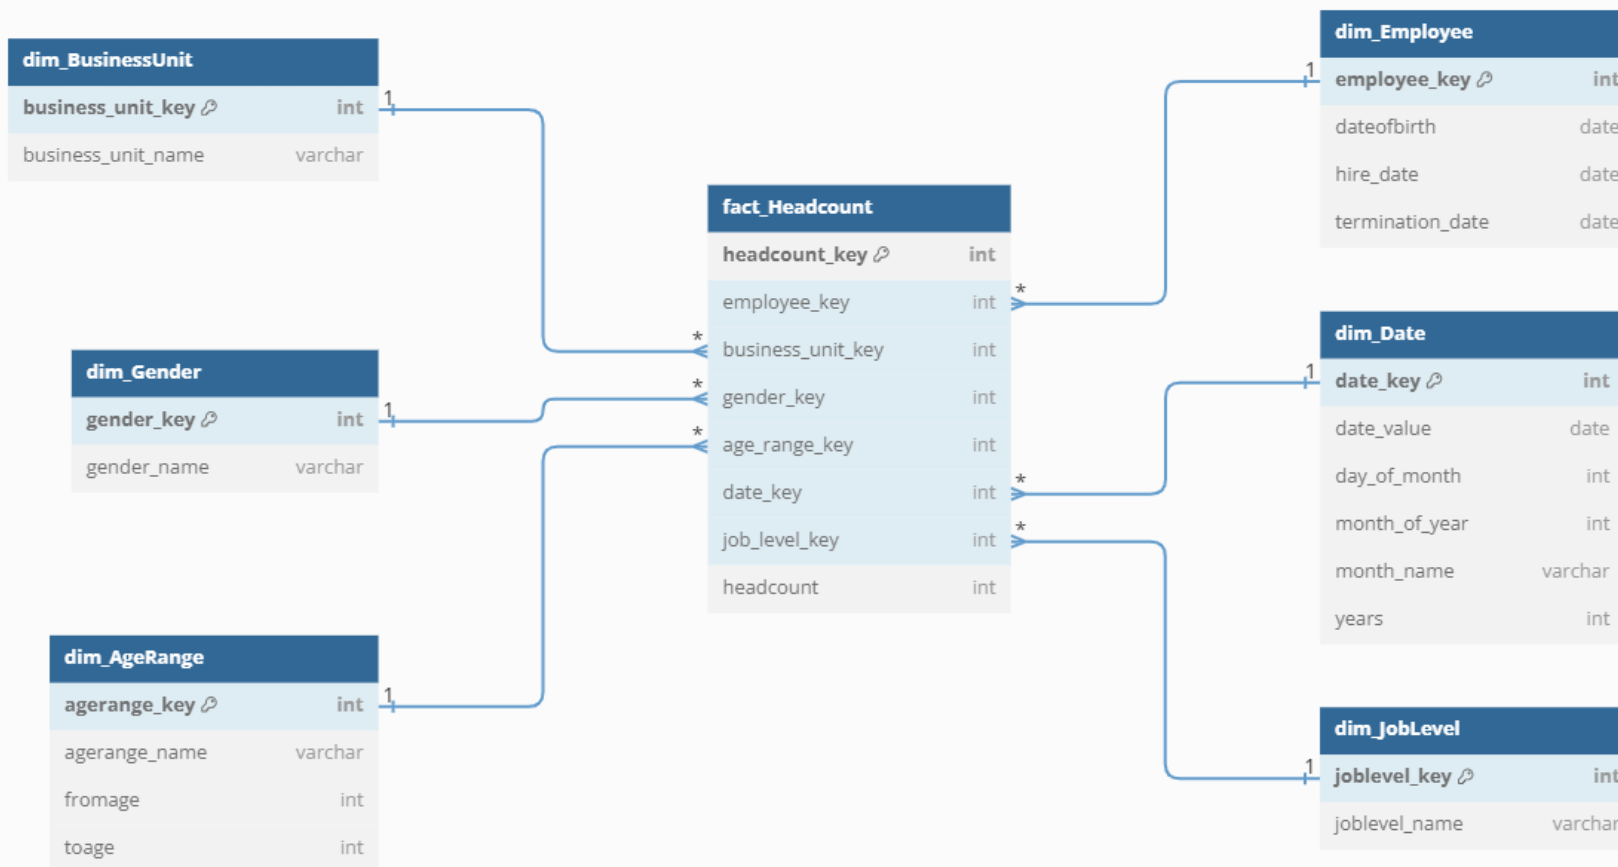 dim_BusinessUnit
business_unit_key int
business_unit_name varchar
1
dim_Gender
gender_key int
gender_name varchar
1
dim_AgeRange
agerange_key int
agerange_name varchar
fromage int
toage int
1
fact_Headcount
headcount_key int
employee_key int
*
business_unit_key int
*
gender_key int
*
age_range_key int
*
date_key int
*
job_level_key int
*
headcount int
dim_Employee
1
employee_key int
dateofbirth date
hire_date date
termination_date date
dim_Date
1
date_key int
date_value date
day_of_month int
month_of_year int
month_name varchar
years int
dim_JobLevel
1
joblevel_key int
joblevel_name varchar